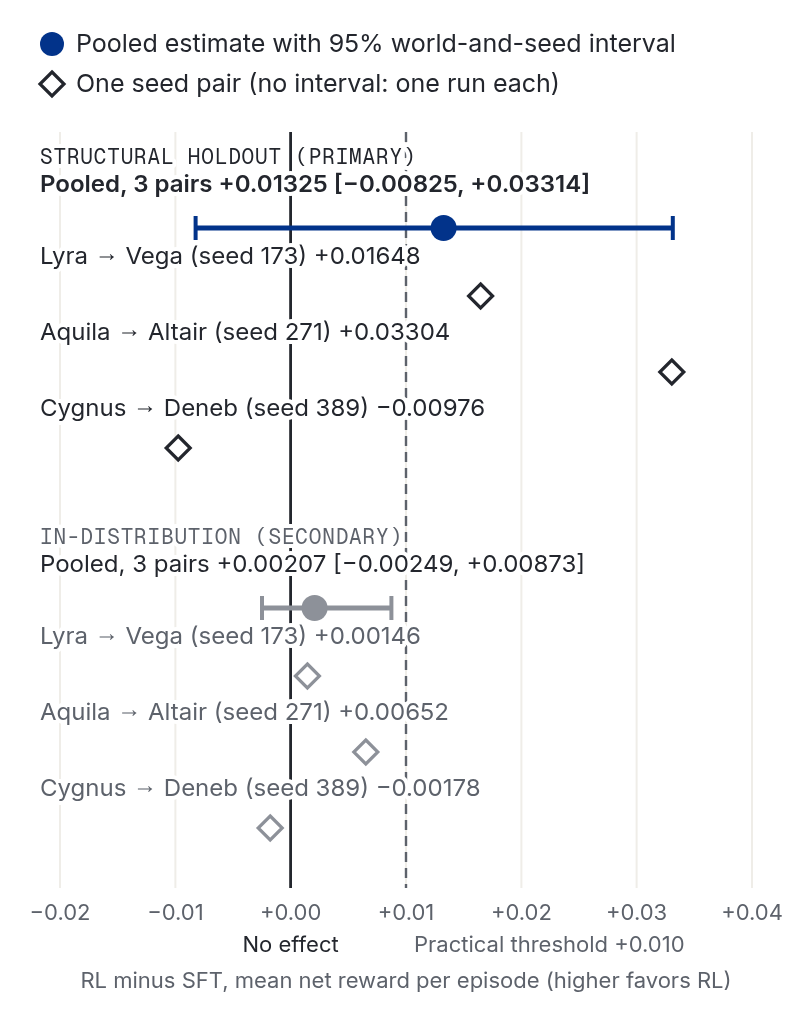 Pooled estimate with 95% world-and-seed interval
One seed pair (no interval: one run each)
STRUCTURAL HOLDOUT (PRIMARY)
Pooled, 3 pairs +0.01325 [−0.00825, +0.03314]
Lyra → Vega (seed 173) +0.01648
Aquila → Altair (seed 271) +0.03304
Cygnus → Deneb (seed 389) −0.00976
IN-DISTRIBUTION (SECONDARY)
Pooled, 3 pairs +0.00207 [−0.00249, +0.00873]
Lyra → Vega (seed 173) +0.00146
Aquila → Altair (seed 271) +0.00652
Cygnus → Deneb (seed 389) −0.00178
−0.02 −0.01 +0.00 +0.01 +0.02 +0.03 +0.04
No effect Practical threshold +0.010
RL minus SFT, mean net reward per episode (higher favors RL)